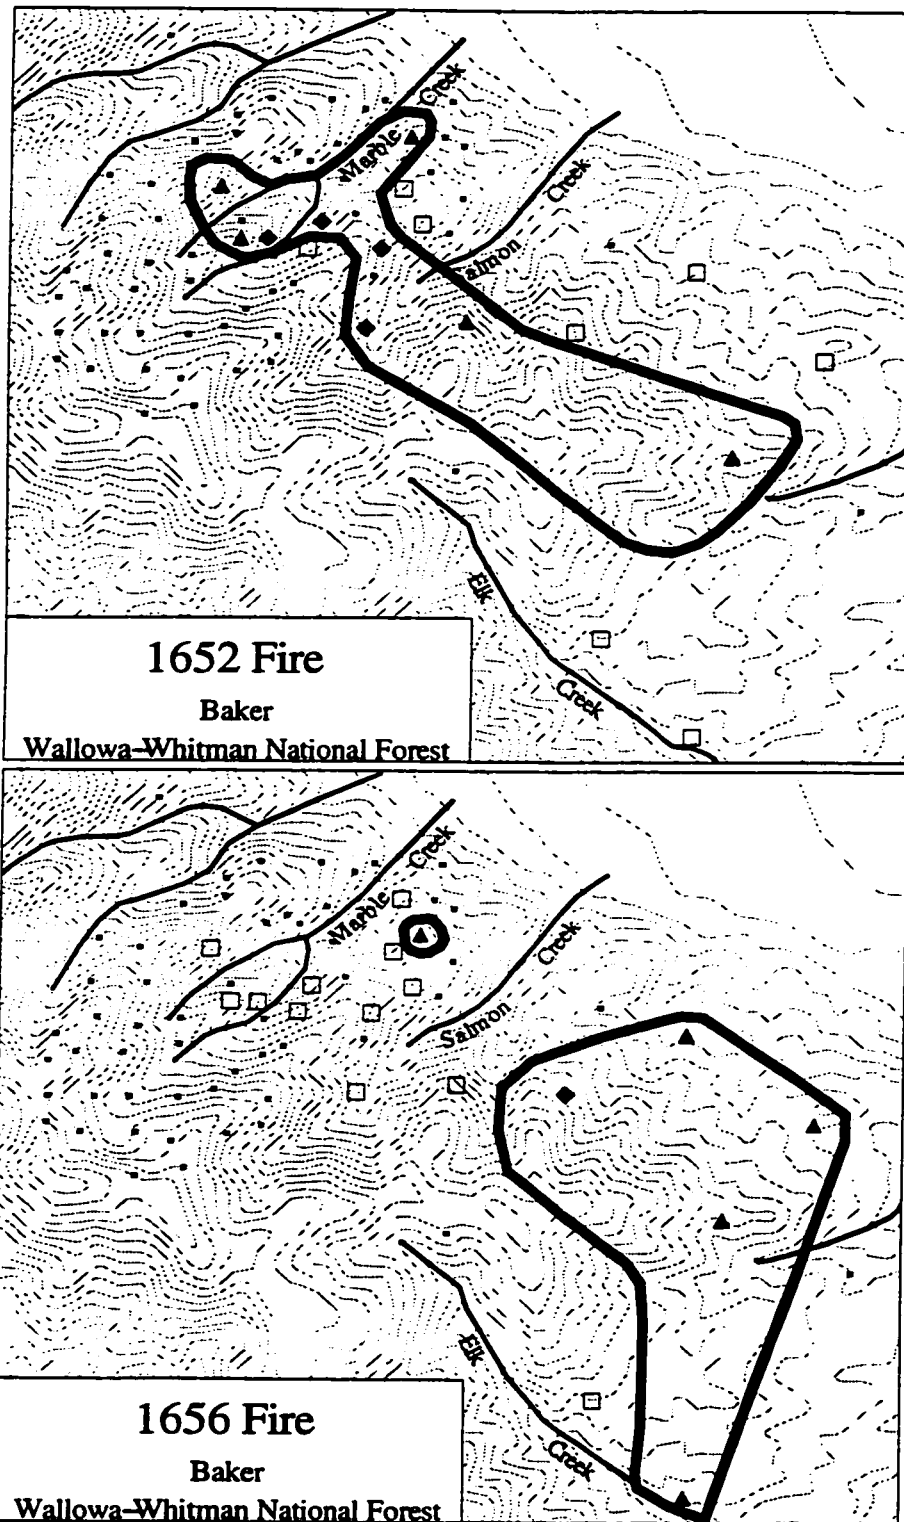 Marble Creek
Salmon Creek
Elk Creek
1652 Fire
Baker
Wallowa-Whitman National Forest
Marble Creek
Salmon Creek
Elk Creek
1656 Fire
Baker
Wallowa-Whitman National Forest